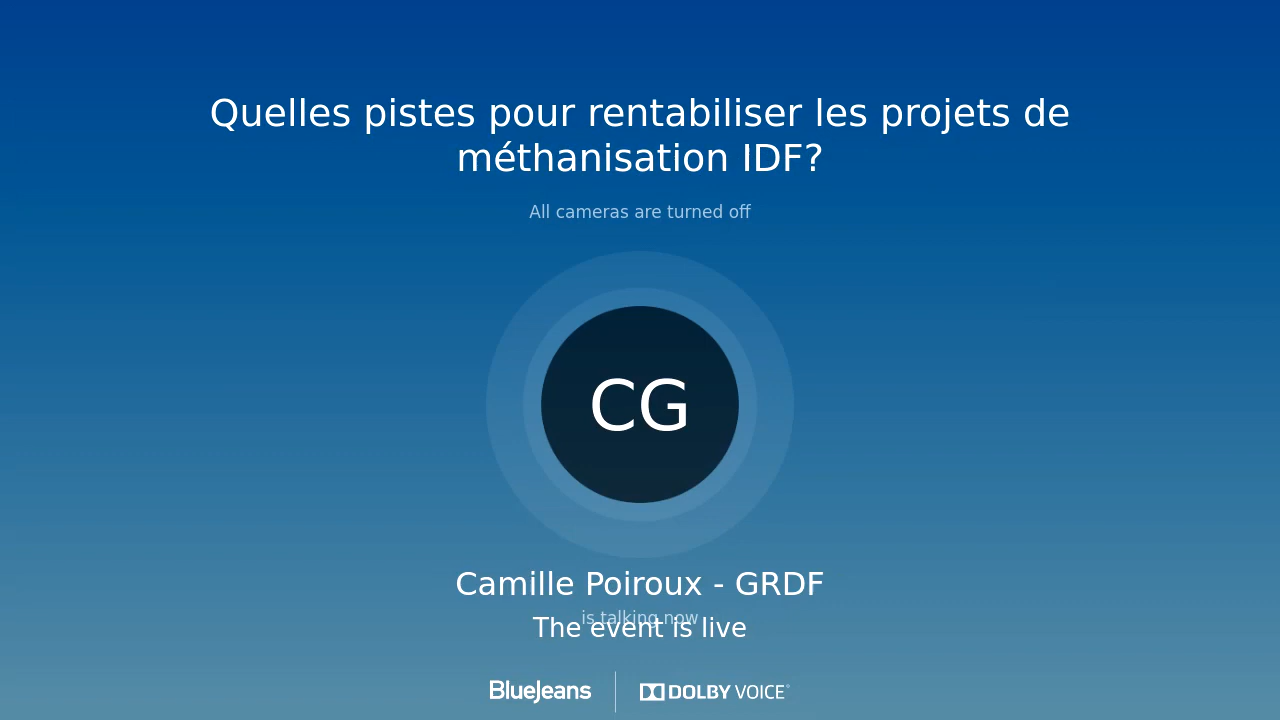 Quelles pistes pour rentabiliser les projets de
méthanisation IDF?
All cameras are turned off
CG
Camille Poiroux - GRDF
is talking now
The event is live
BlueJeans DOLBY VOICE®